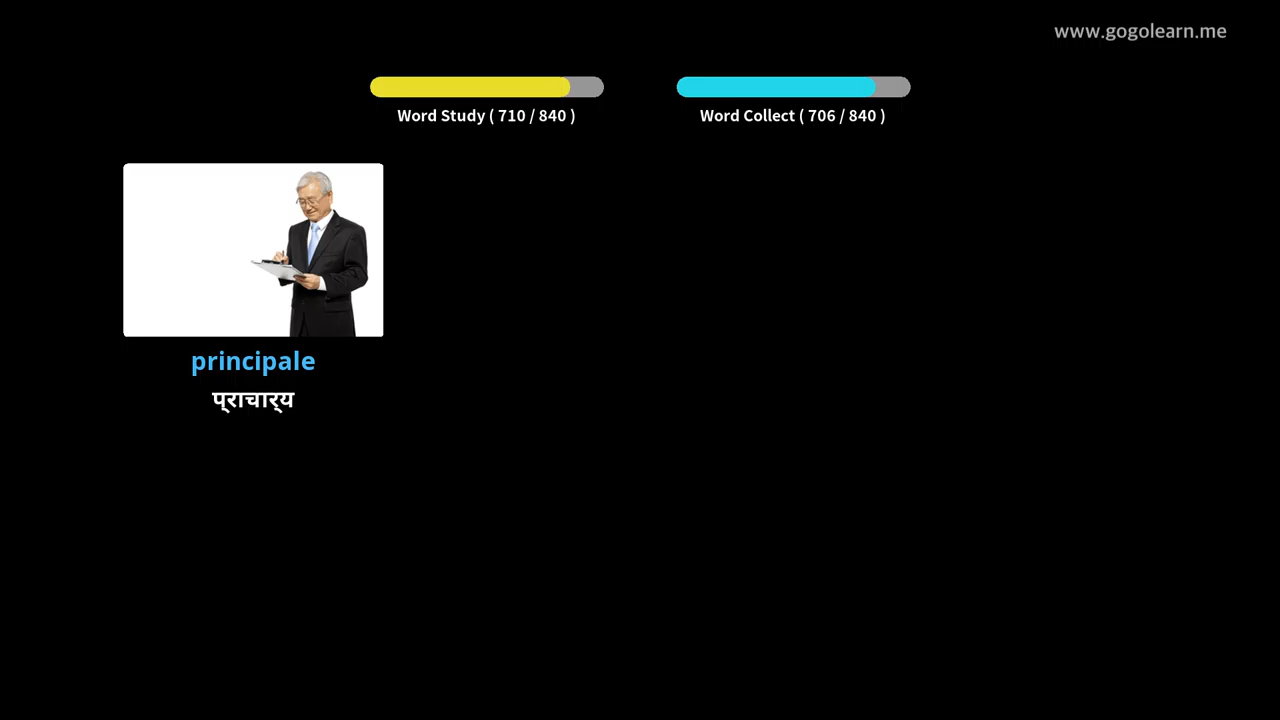 www.gogolearn.me
Word Study ( 710 / 840 )
Word Collect ( 706 / 840 )
principale
प्राचार्य